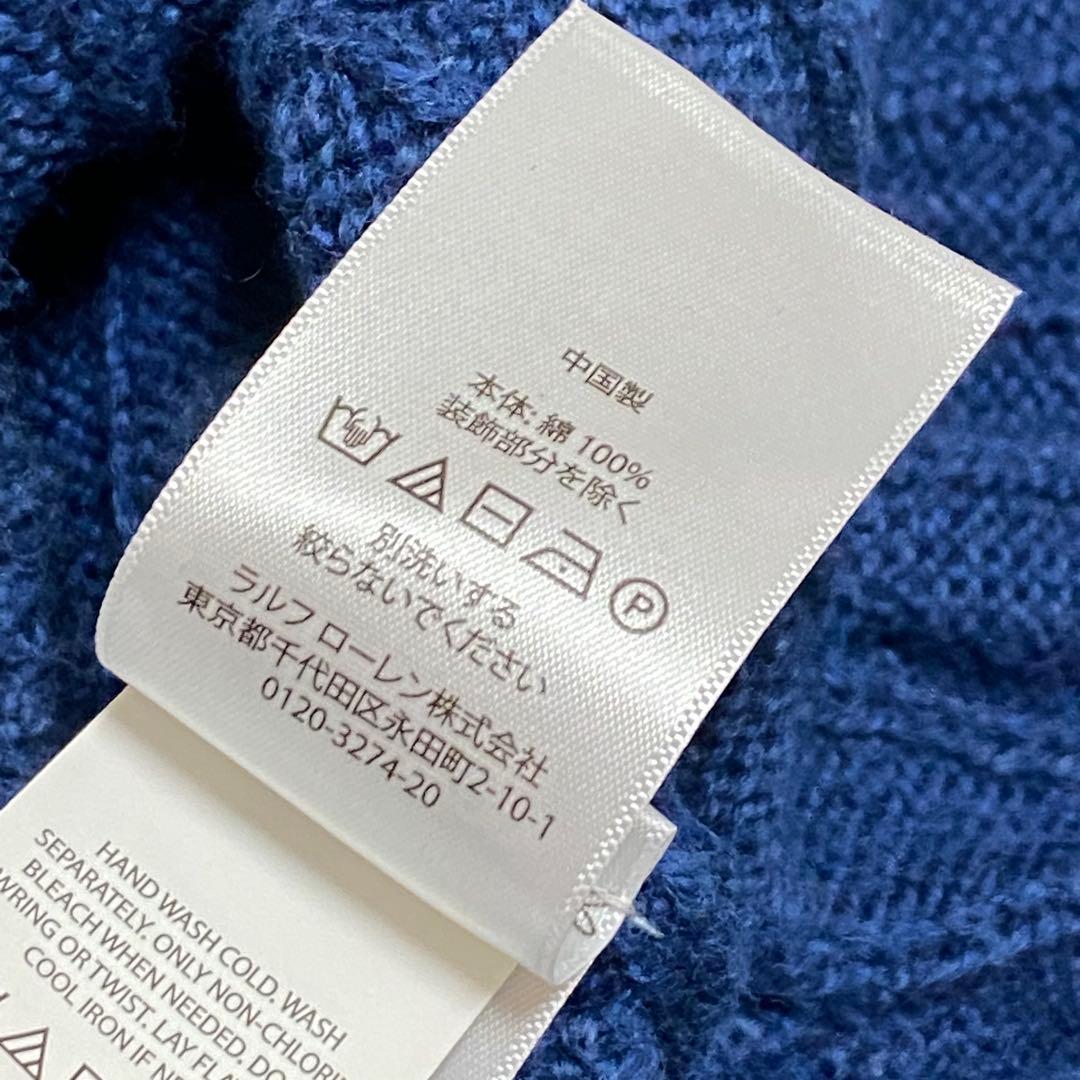 中国製
本体: 綿 100%
装飾部分を除く
P
別洗いする
絞らないでください
ラルフ ローレン株式会社
東京都千代田区永田町2-10-1
0120-3274-20
HAND WASH COLD. WASH
SEPARATELY. ONLY NON-CHLORI
BLEACH WHEN NEEDED. DO
WRING OR TWIST. LAY FLA
COOL IRON IF NE